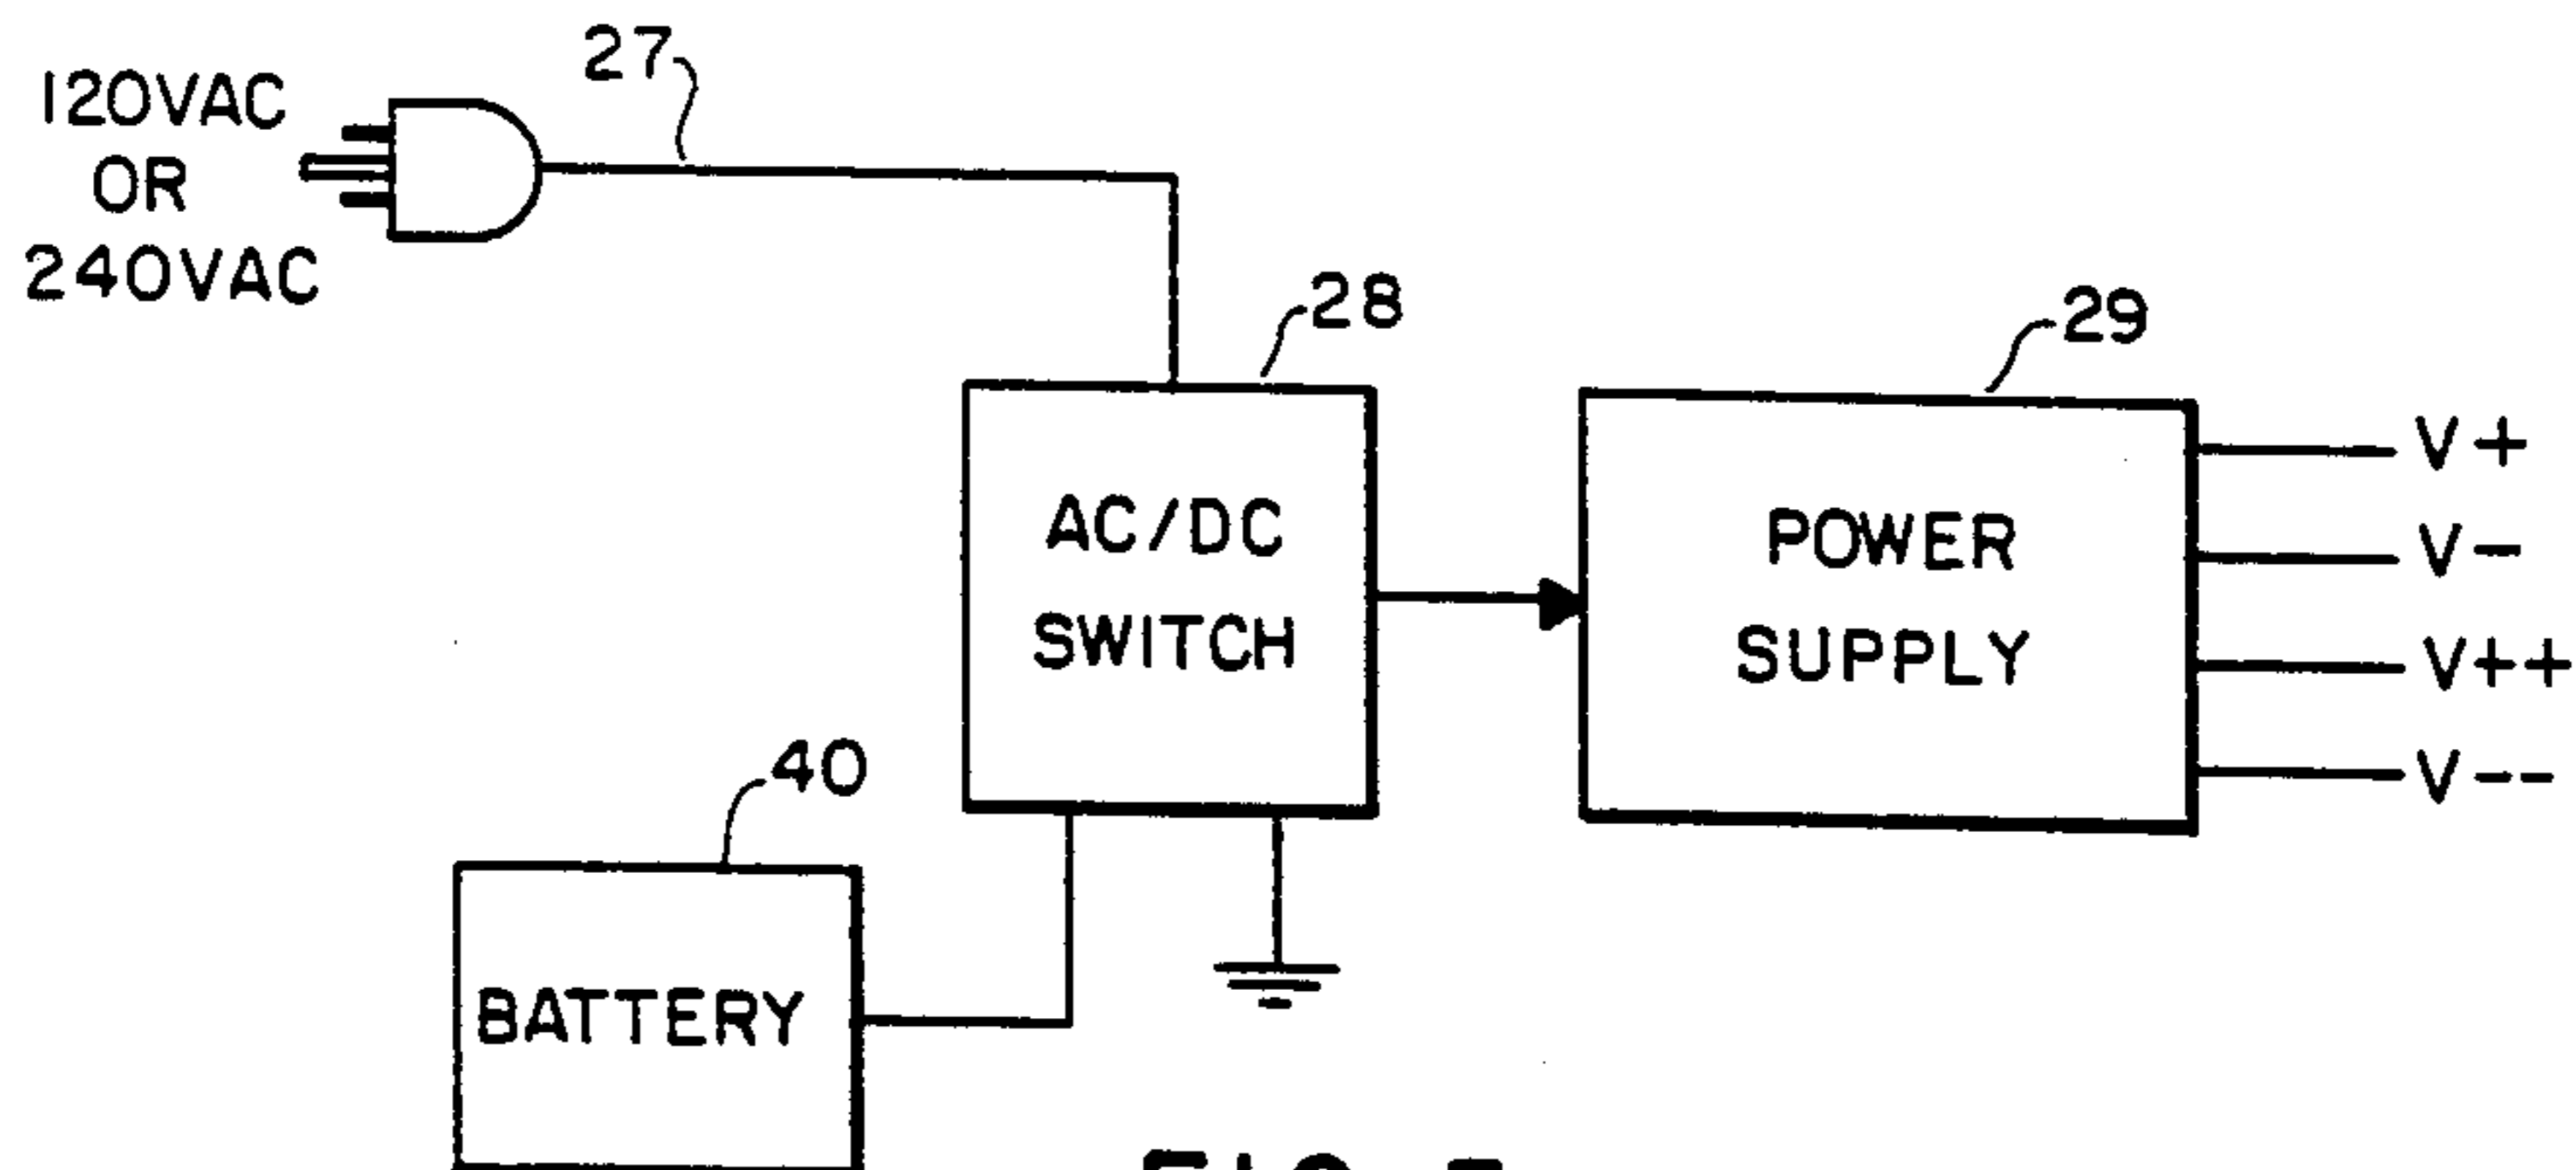 27
120VAC
OR
240VAC
28
29
AC/DC
SWITCH
POWER
SUPPLY
V+
V-
V++
V--
40
BATTERY